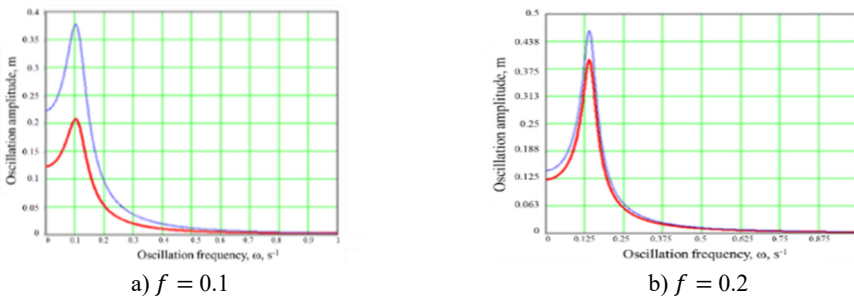 0.4
0.35
0.3
0.25
0.2
0.15
0.1
0.05
0
Oscillation amplitude, m
0 0.1 0.2 0.3 0.4 0.5 0.6 0.7 0.8 0.9 1
Oscillation frequency, ω, s⁻¹
a) f = 0.1
0.5
0.438
0.375
0.313
0.25
0.188
0.125
0.063
0
Oscillation amplitude, m
0 0.125 0.25 0.375 0.5 0.625 0.75 0.875
Oscillation frequency, ω, s⁻¹
b) f = 0.2